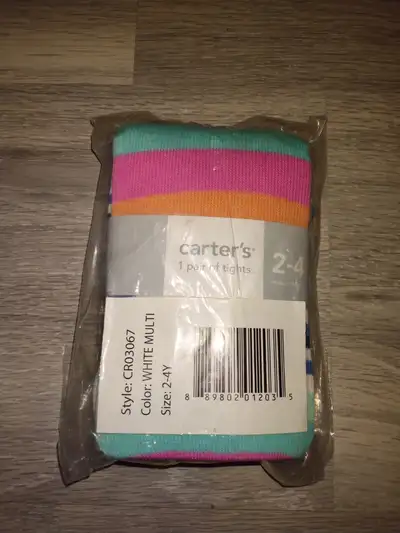 carter's
1 pair of tights
2-4
Style: CR03067
Color: WHITE MULTI
Size: 2-4Y
8 89802 01203 5